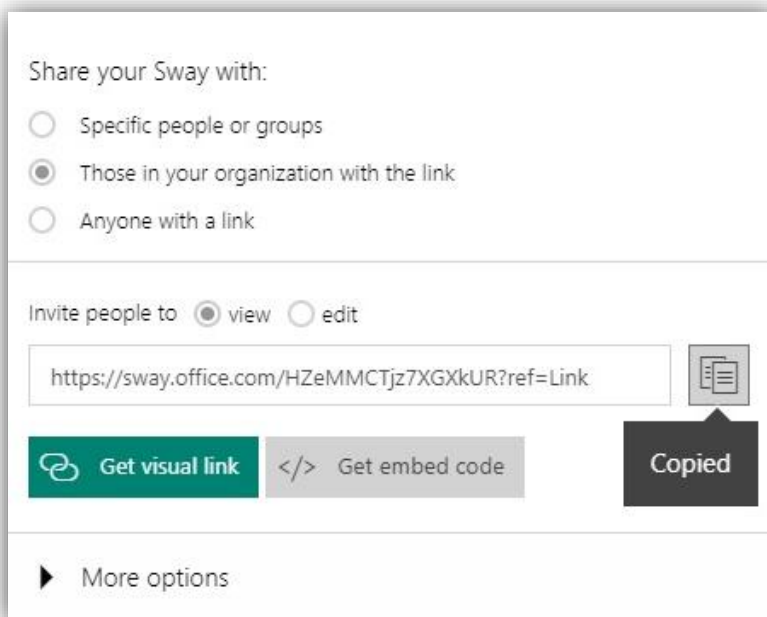 Share your Sway with:
Specific people or groups
Those in your organization with the link
Anyone with a link
Invite people to view edit
https://sway.office.com/HZeMMCTjz7XGXkUR?ref=Link
Get visual link </> Get embed code Copied
More options